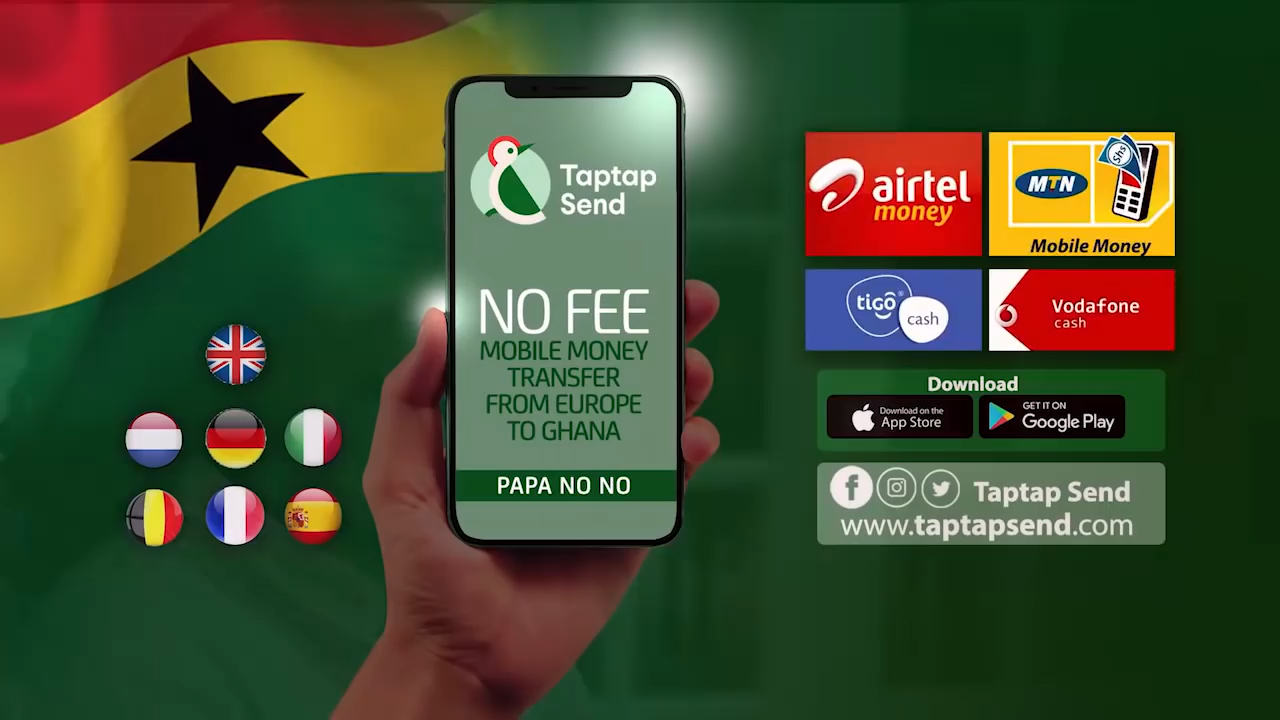 Taptap
Send
NO FEE
MOBILE MONEY
TRANSFER
FROM EUROPE
TO GHANA
PAPA NO NO
airtel
money
MTN
Shs
Mobile Money
tigo
cash
Vodafone
cash
Download
Download on the
App Store
GET IT ON
Google Play
Taptap Send
www.taptapsend.com